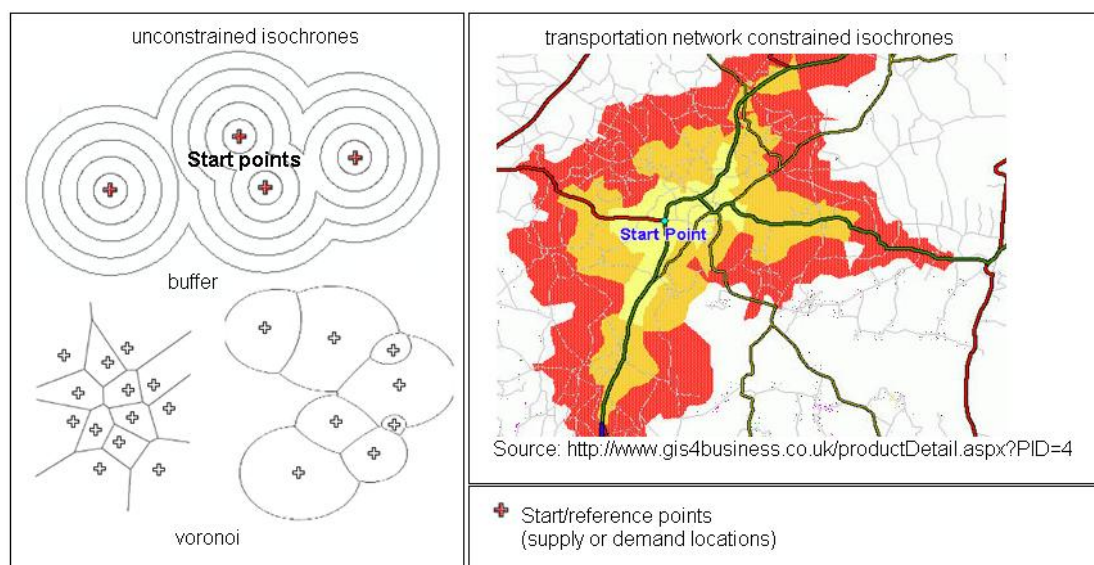 unconstrained isochrones
Start points
buffer
voronoi
transportation network constrained isochrones
Start Point
Source: http://www.gis4business.co.uk/productDetail.aspx?PID=4
Start/reference points
(supply or demand locations)